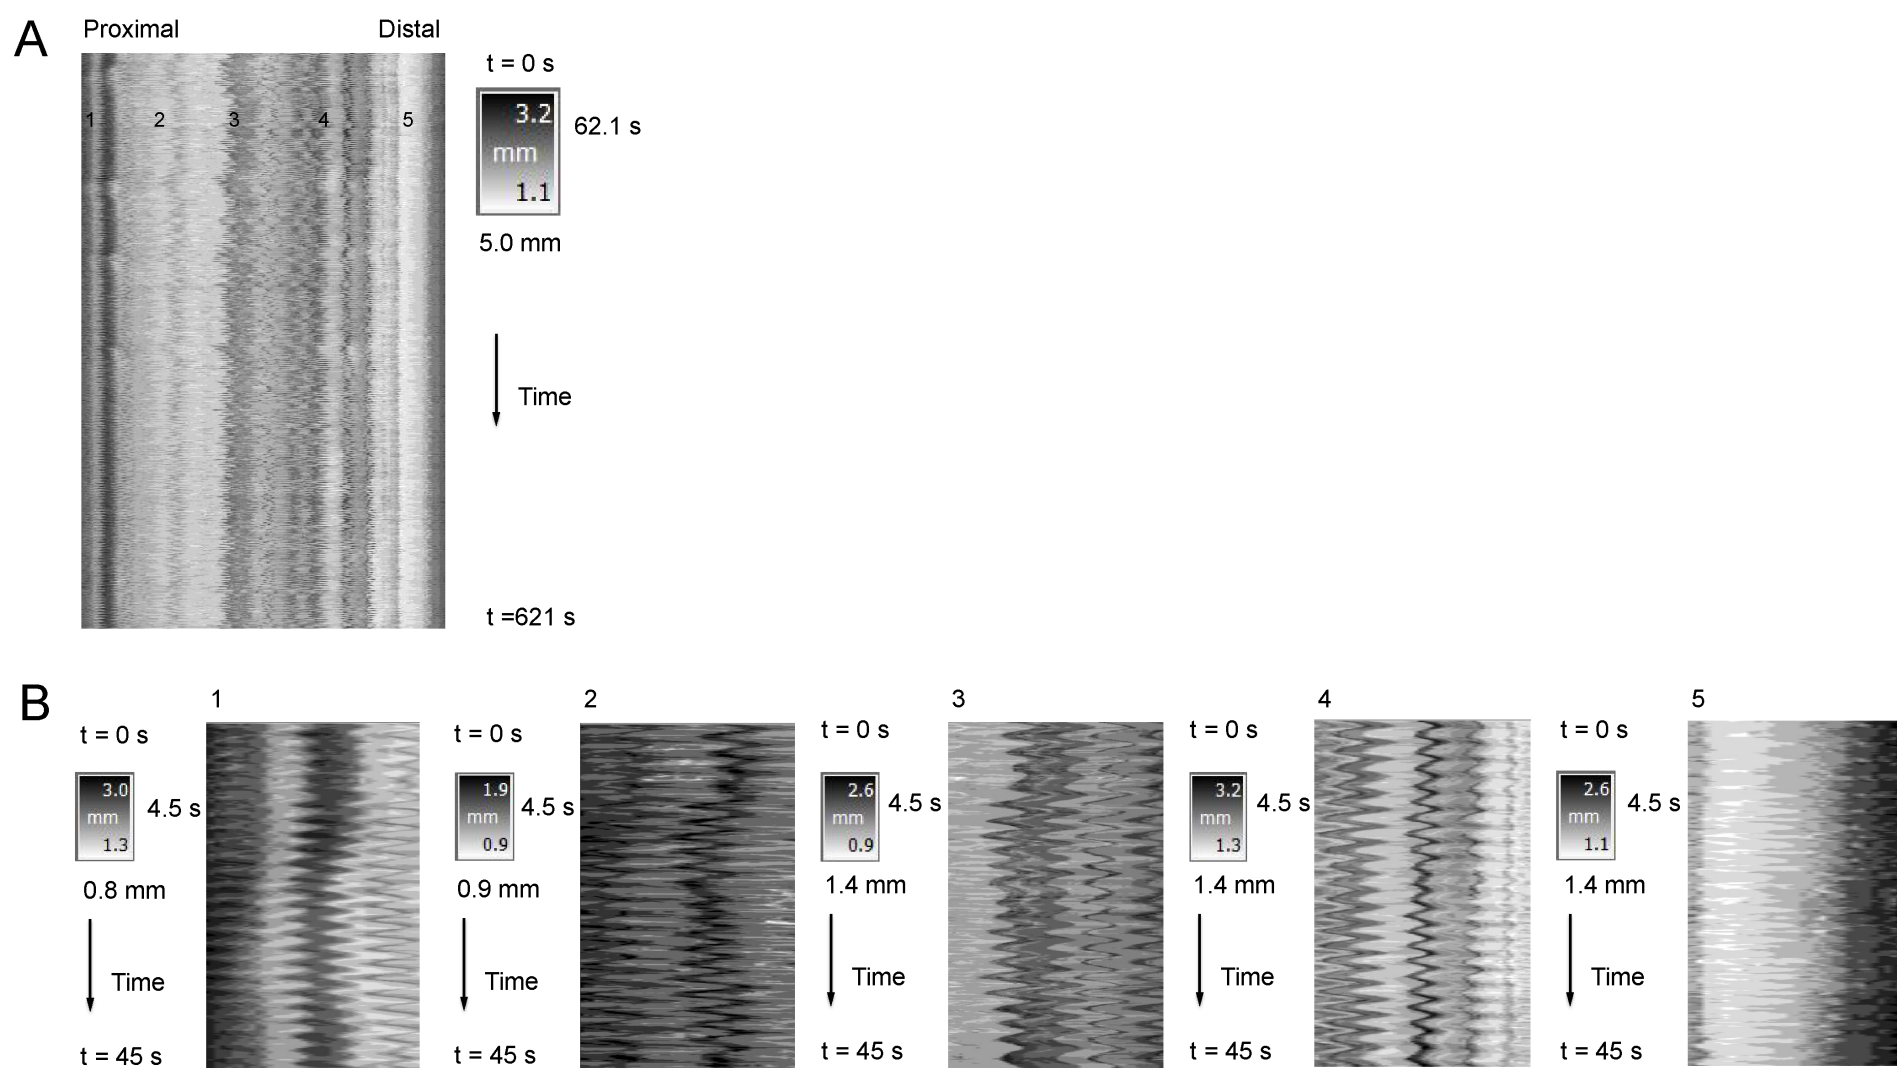 A
Proximal Distal
t = 0 s
1 2 3 4 5
3.2
mm
1.1
62.1 s
5.0 mm
Time
t =621 s
B
1
t = 0 s
3.0
mm
1.3
4.5 s
0.8 mm
Time
t = 45 s
2
t = 0 s
1.9
mm
0.9
4.5 s
0.9 mm
Time
t = 45 s
3
t = 0 s
2.6
mm
0.9
4.5 s
1.4 mm
Time
t = 45 s
4
t = 0 s
3.2
mm
1.3
4.5 s
1.4 mm
Time
t = 45 s
5
t = 0 s
2.6
mm
1.1
4.5 s
1.4 mm
Time
t = 45 s